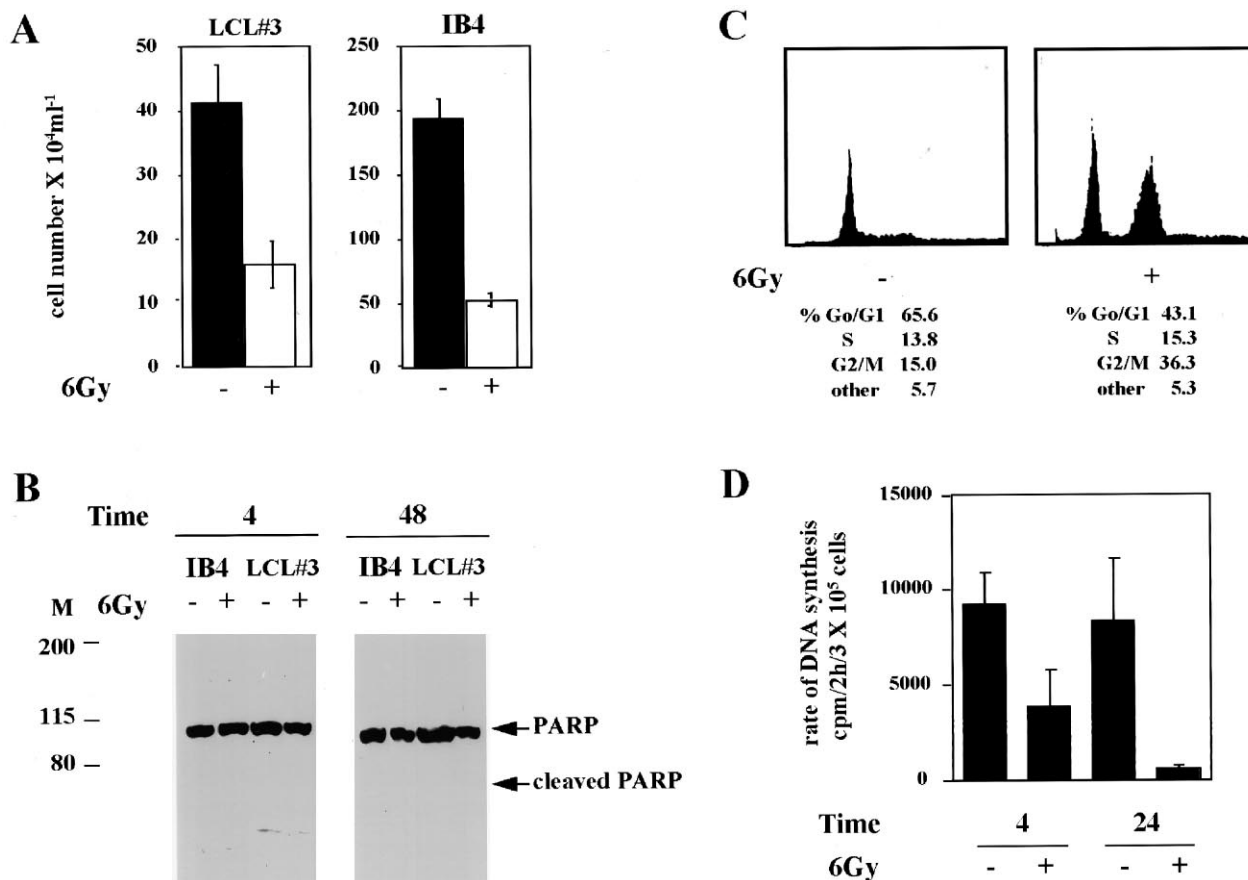 A
LCL#3
IB4
cell number X 10⁴ml⁻¹
50
40
30
20
10
0
250
200
150
100
50
0
6Gy - + - +
B
Time 4 48
IB4 LCL#3 IB4 LCL#3
M 6Gy - + - + - + - +
200
115
80
PARP
cleaved PARP
C
6Gy - +
% Go/G1 65.6
S 13.8
G2/M 15.0
other 5.7
% Go/G1 43.1
S 15.3
G2/M 36.3
other 5.3
D
rate of DNA synthesis
cpm/2h/3 X 10⁵ cells
15000
10000
5000
0
Time 4 24
6Gy - + - +